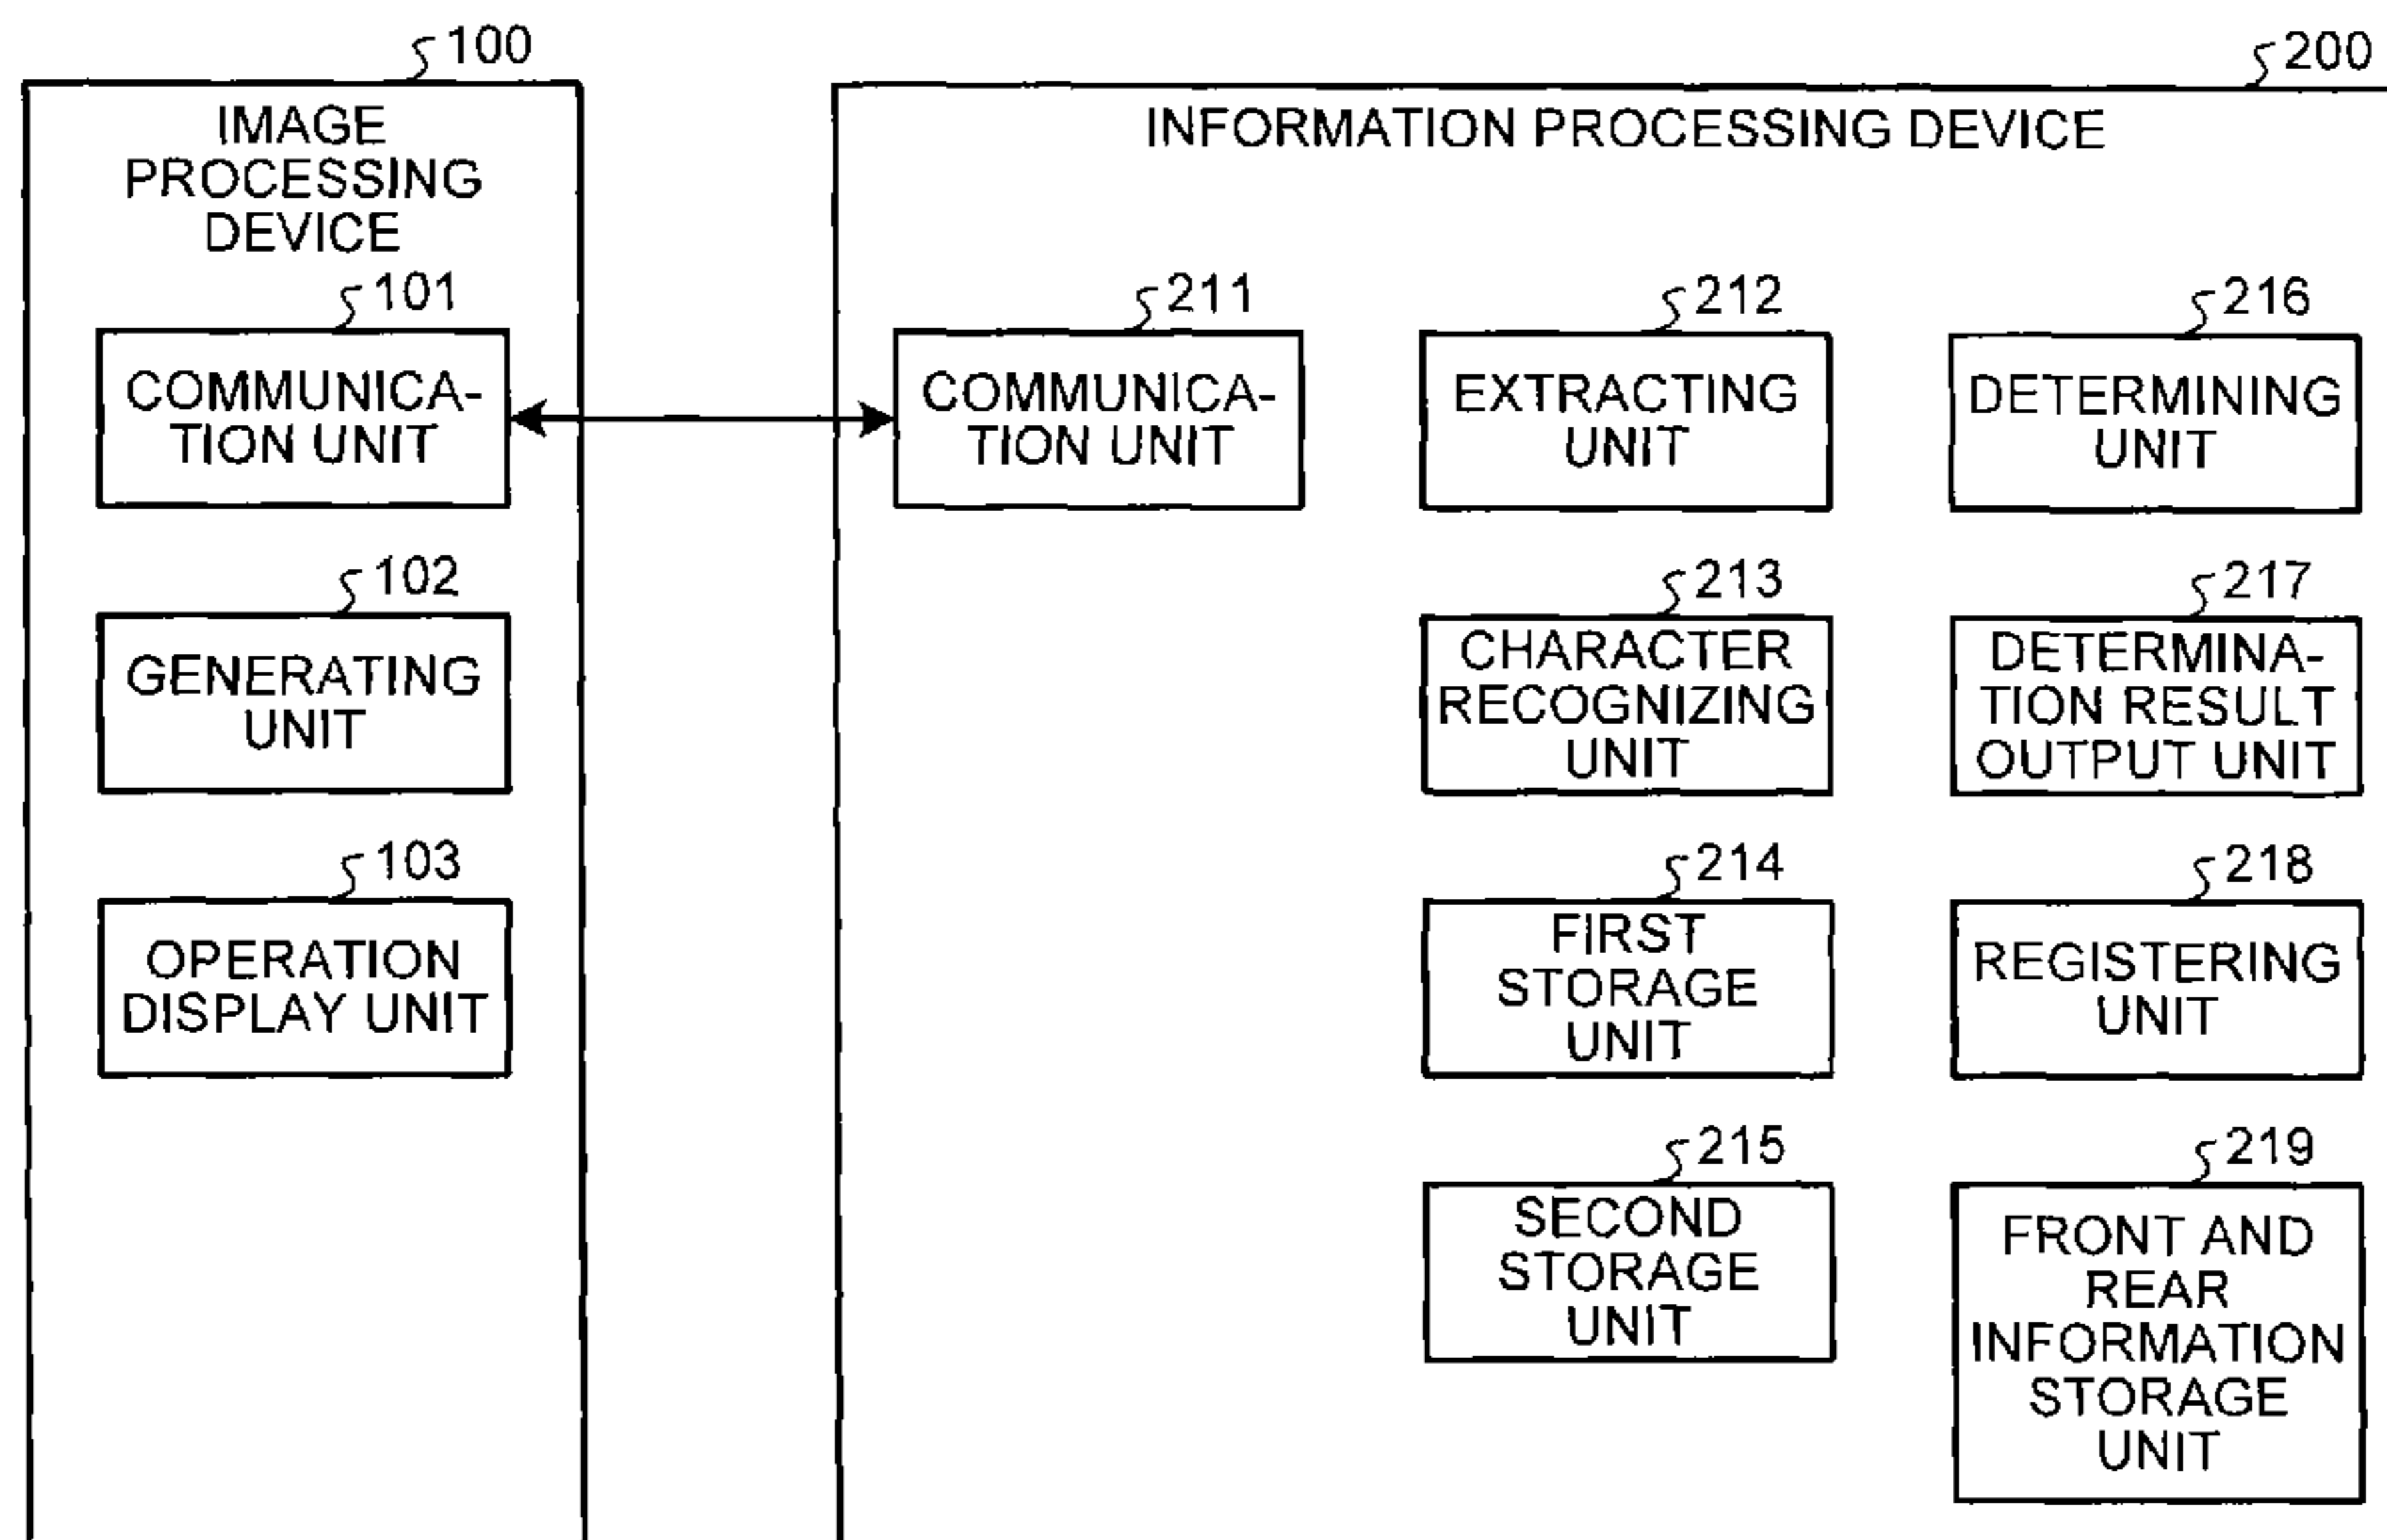 100
IMAGE
PROCESSING
DEVICE
101
COMMUNICA-
TION UNIT
102
GENERATING
UNIT
103
OPERATION
DISPLAY UNIT
200
INFORMATION PROCESSING DEVICE
211
COMMUNICA-
TION UNIT
212
EXTRACTING
UNIT
213
CHARACTER
RECOGNIZING
UNIT
214
FIRST
STORAGE
UNIT
215
SECOND
STORAGE
UNIT
216
DETERMINING
UNIT
217
DETERMINA-
TION RESULT
OUTPUT UNIT
218
REGISTERING
UNIT
219
FRONT AND
REAR
INFORMATION
STORAGE
UNIT